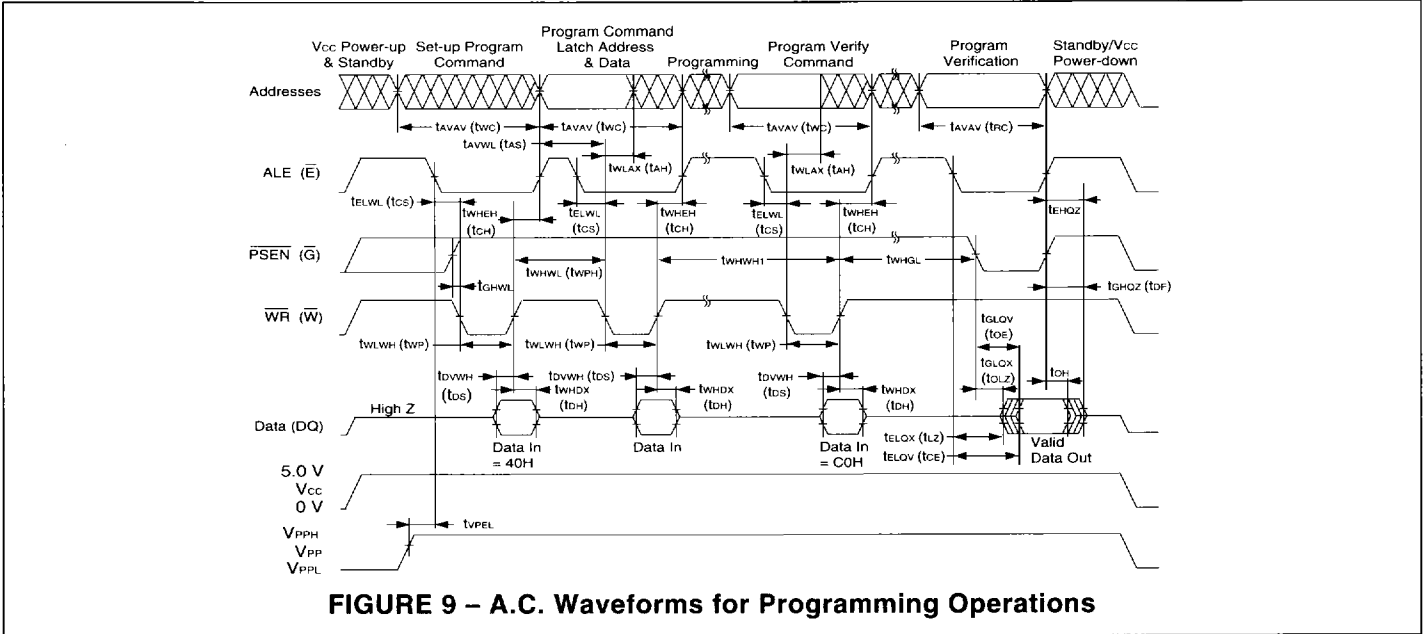 Vcc Power-up & Standby
Set-up Program Command
Program Command Latch Address & Data
Programming
Program Verify Command
Program Verification
Standby/Vcc Power-down
Addresses
tAVAV (tWC)
tAVAV (tWC)
tAVAV (tWC)
tAVAV (tRC)
tAVWL (tAS)
tWLAX (tAH)
tWLAX (tAH)
ALE (E̅)
tELWL (tCS)
tWHEH (tCH)
tELWL (tCS)
tWHEH (tCH)
tELWL (tCS)
tWHEH (tCH)
tEHQZ
P̅S̅E̅N̅ (G̅)
tGHWL
tWHWL (tWPH)
tWHWH1
tWHGL
tGHQZ (tDF)
W̅R̅ (W̅)
tWLWH (tWP)
tWLWH (tWP)
tWLWH (tWP)
tGLQV (tOE)
tGLQX (tOLZ)
tOH
tDVWH (tDS)
tWHDX (tDH)
tDVWH (tDS)
tWHDX (tDH)
tDVWH (tDS)
tWHDX (tDH)
Data (DQ)
High Z
Data In = 40H
Data In
Data In = C0H
tELQX (tLZ)
tELQV (tCE)
Valid Data Out
5.0 V
Vcc
0 V
tVPEL
VPPH
VPP
VPPL
FIGURE 9 – A.C. Waveforms for Programming Operations